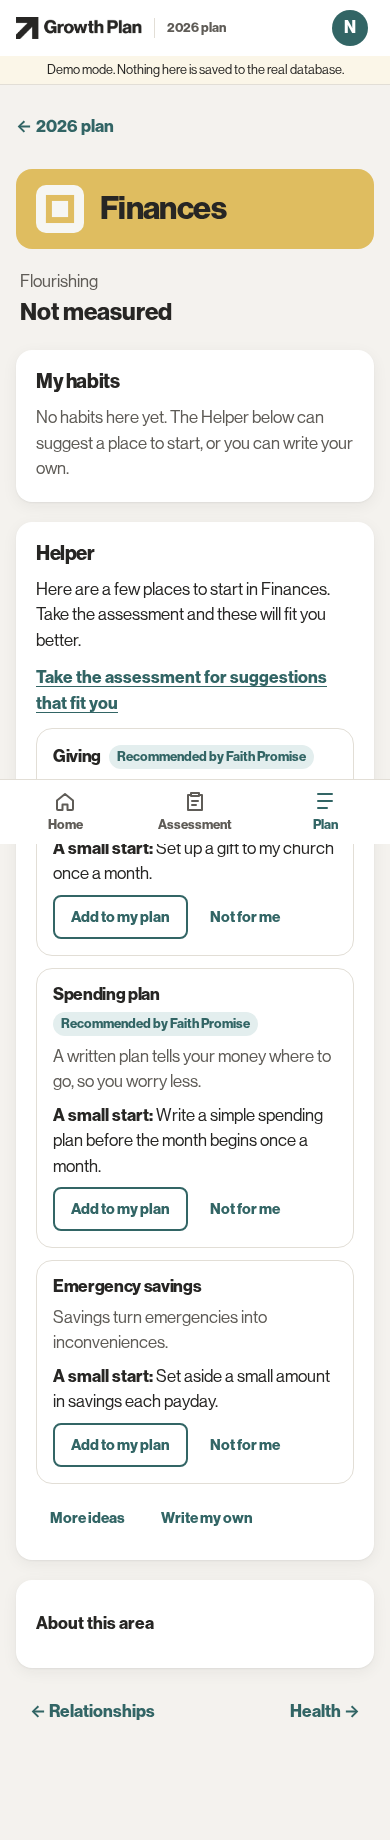 Growth Plan
2026 plan
N
Demo mode. Nothing here is saved to the real database.
← 2026 plan
Finances
Flourishing
Not measured
My habits
No habits here yet. The Helper below can
suggest a place to start, or you can write your
own.
Helper
Here are a few places to start in Finances.
Take the assessment and these will fit you
better.
Take the assessment for suggestions
that fit you
Giving Recommended by Faith Promise
Home Assessment Plan
A small start: Set up a gift to my church
once a month.
Add to my plan Not for me
Spending plan
Recommended by Faith Promise
A written plan tells your money where to
go, so you worry less.
A small start: Write a simple spending
plan before the month begins once a
month.
Add to my plan Not for me
Emergency savings
Savings turn emergencies into
inconveniences.
A small start: Set aside a small amount
in savings each payday.
Add to my plan Not for me
More ideas Write my own
About this area
← Relationships Health →